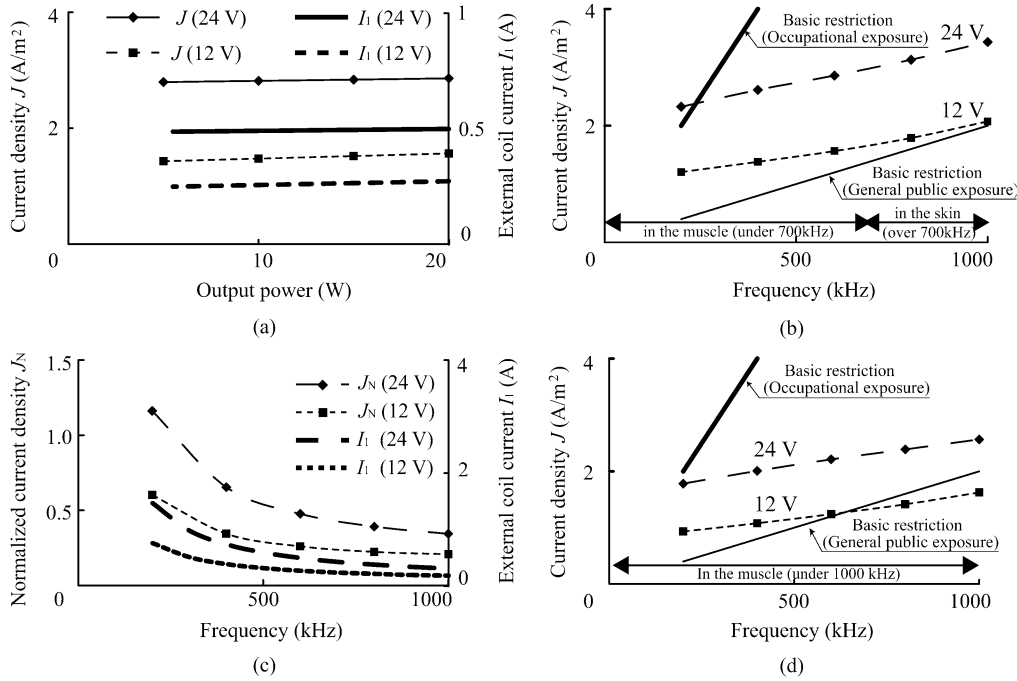 4
J (24 V)
I1 (24 V)
1
J (12 V)
I1 (12 V)
Current density J (A/m2)
2
0.5
External coil current I1 (A)
0
0
10
20
Output power (W)
(a)
4
Basic restriction
(Occupational exposure)
24 V
12 V
Current density J (A/m2)
2
Basic restriction
(General public exposure)
in the muscle (under 700kHz)
in the skin
(over 700kHz)
0
500
1000
Frequency (kHz)
(b)
1.5
4
JN (24 V)
JN (12 V)
I1 (24 V)
I1 (12 V)
Normalized current density JN
1.0
0.5
2
External coil current I1 (A)
0
0
500
1000
Frequency (kHz)
(c)
4
Basic restriction
(Occupational exposure)
24 V
12 V
Current density J (A/m2)
2
Basic restriction
(General public exposure)
In the muscle (under 1000 kHz)
0
500
1000
Frequency (kHz)
(d)